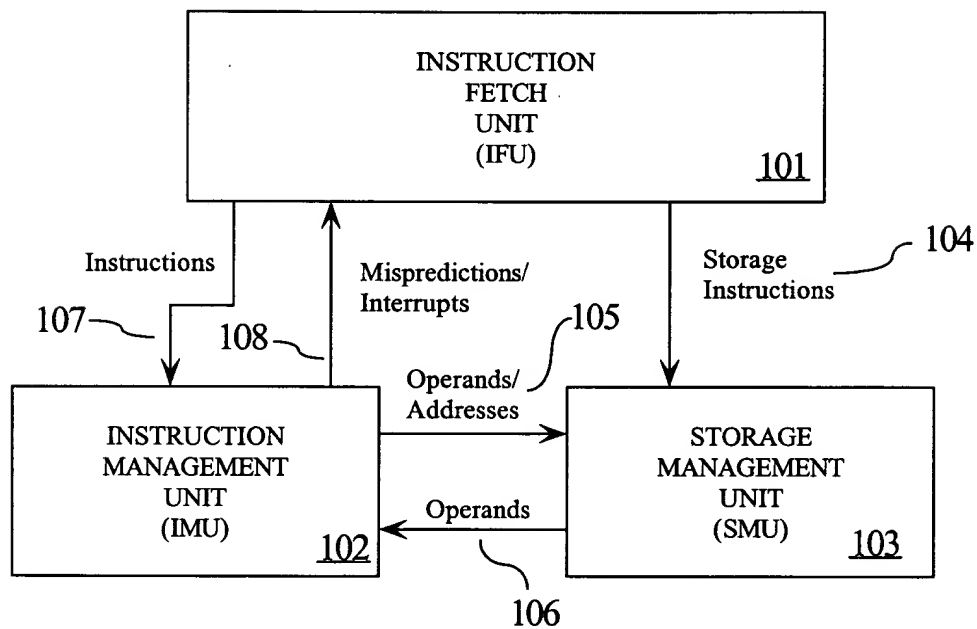 INSTRUCTION
FETCH
UNIT
(IFU)
101
Instructions
107
Mispredictions/
Interrupts
108
Storage
Instructions
104
105
Operands/
Addresses
INSTRUCTION
MANAGEMENT
UNIT
(IMU)
102
Operands
106
STORAGE
MANAGEMENT
UNIT
(SMU)
103